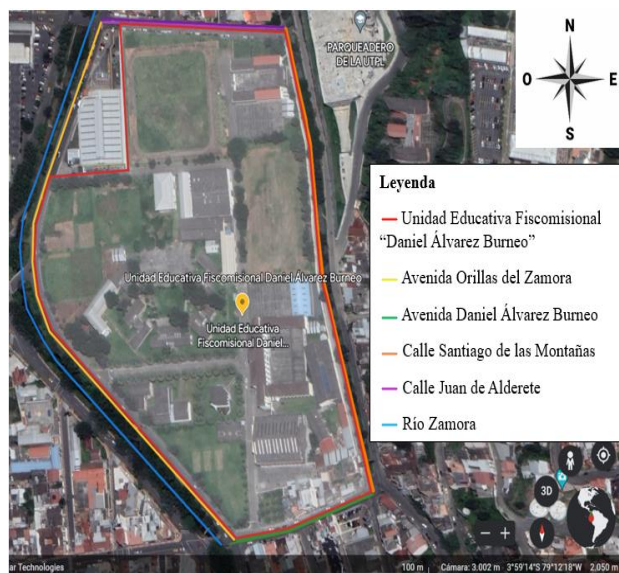 PARQUEADERO
DE LA UTPL
N
O
E
S
Leyenda
Unidad Educativa Fiscomisional
“Daniel Álvarez Burneo”
Avenida Orillas del Zamora
Avenida Daniel Álvarez Burneo
Calle Santiago de las Montañas
Calle Juan de Alderete
Río Zamora
Unidad Educativa Fiscomisional Daniel Álvarez Burneo
Unidad Educativa
Fiscomisional Daniel...
3D
ar Technologies
100 m
Cámara: 3.002 m
3°59'14"S 79°12'18"W
2.050 m